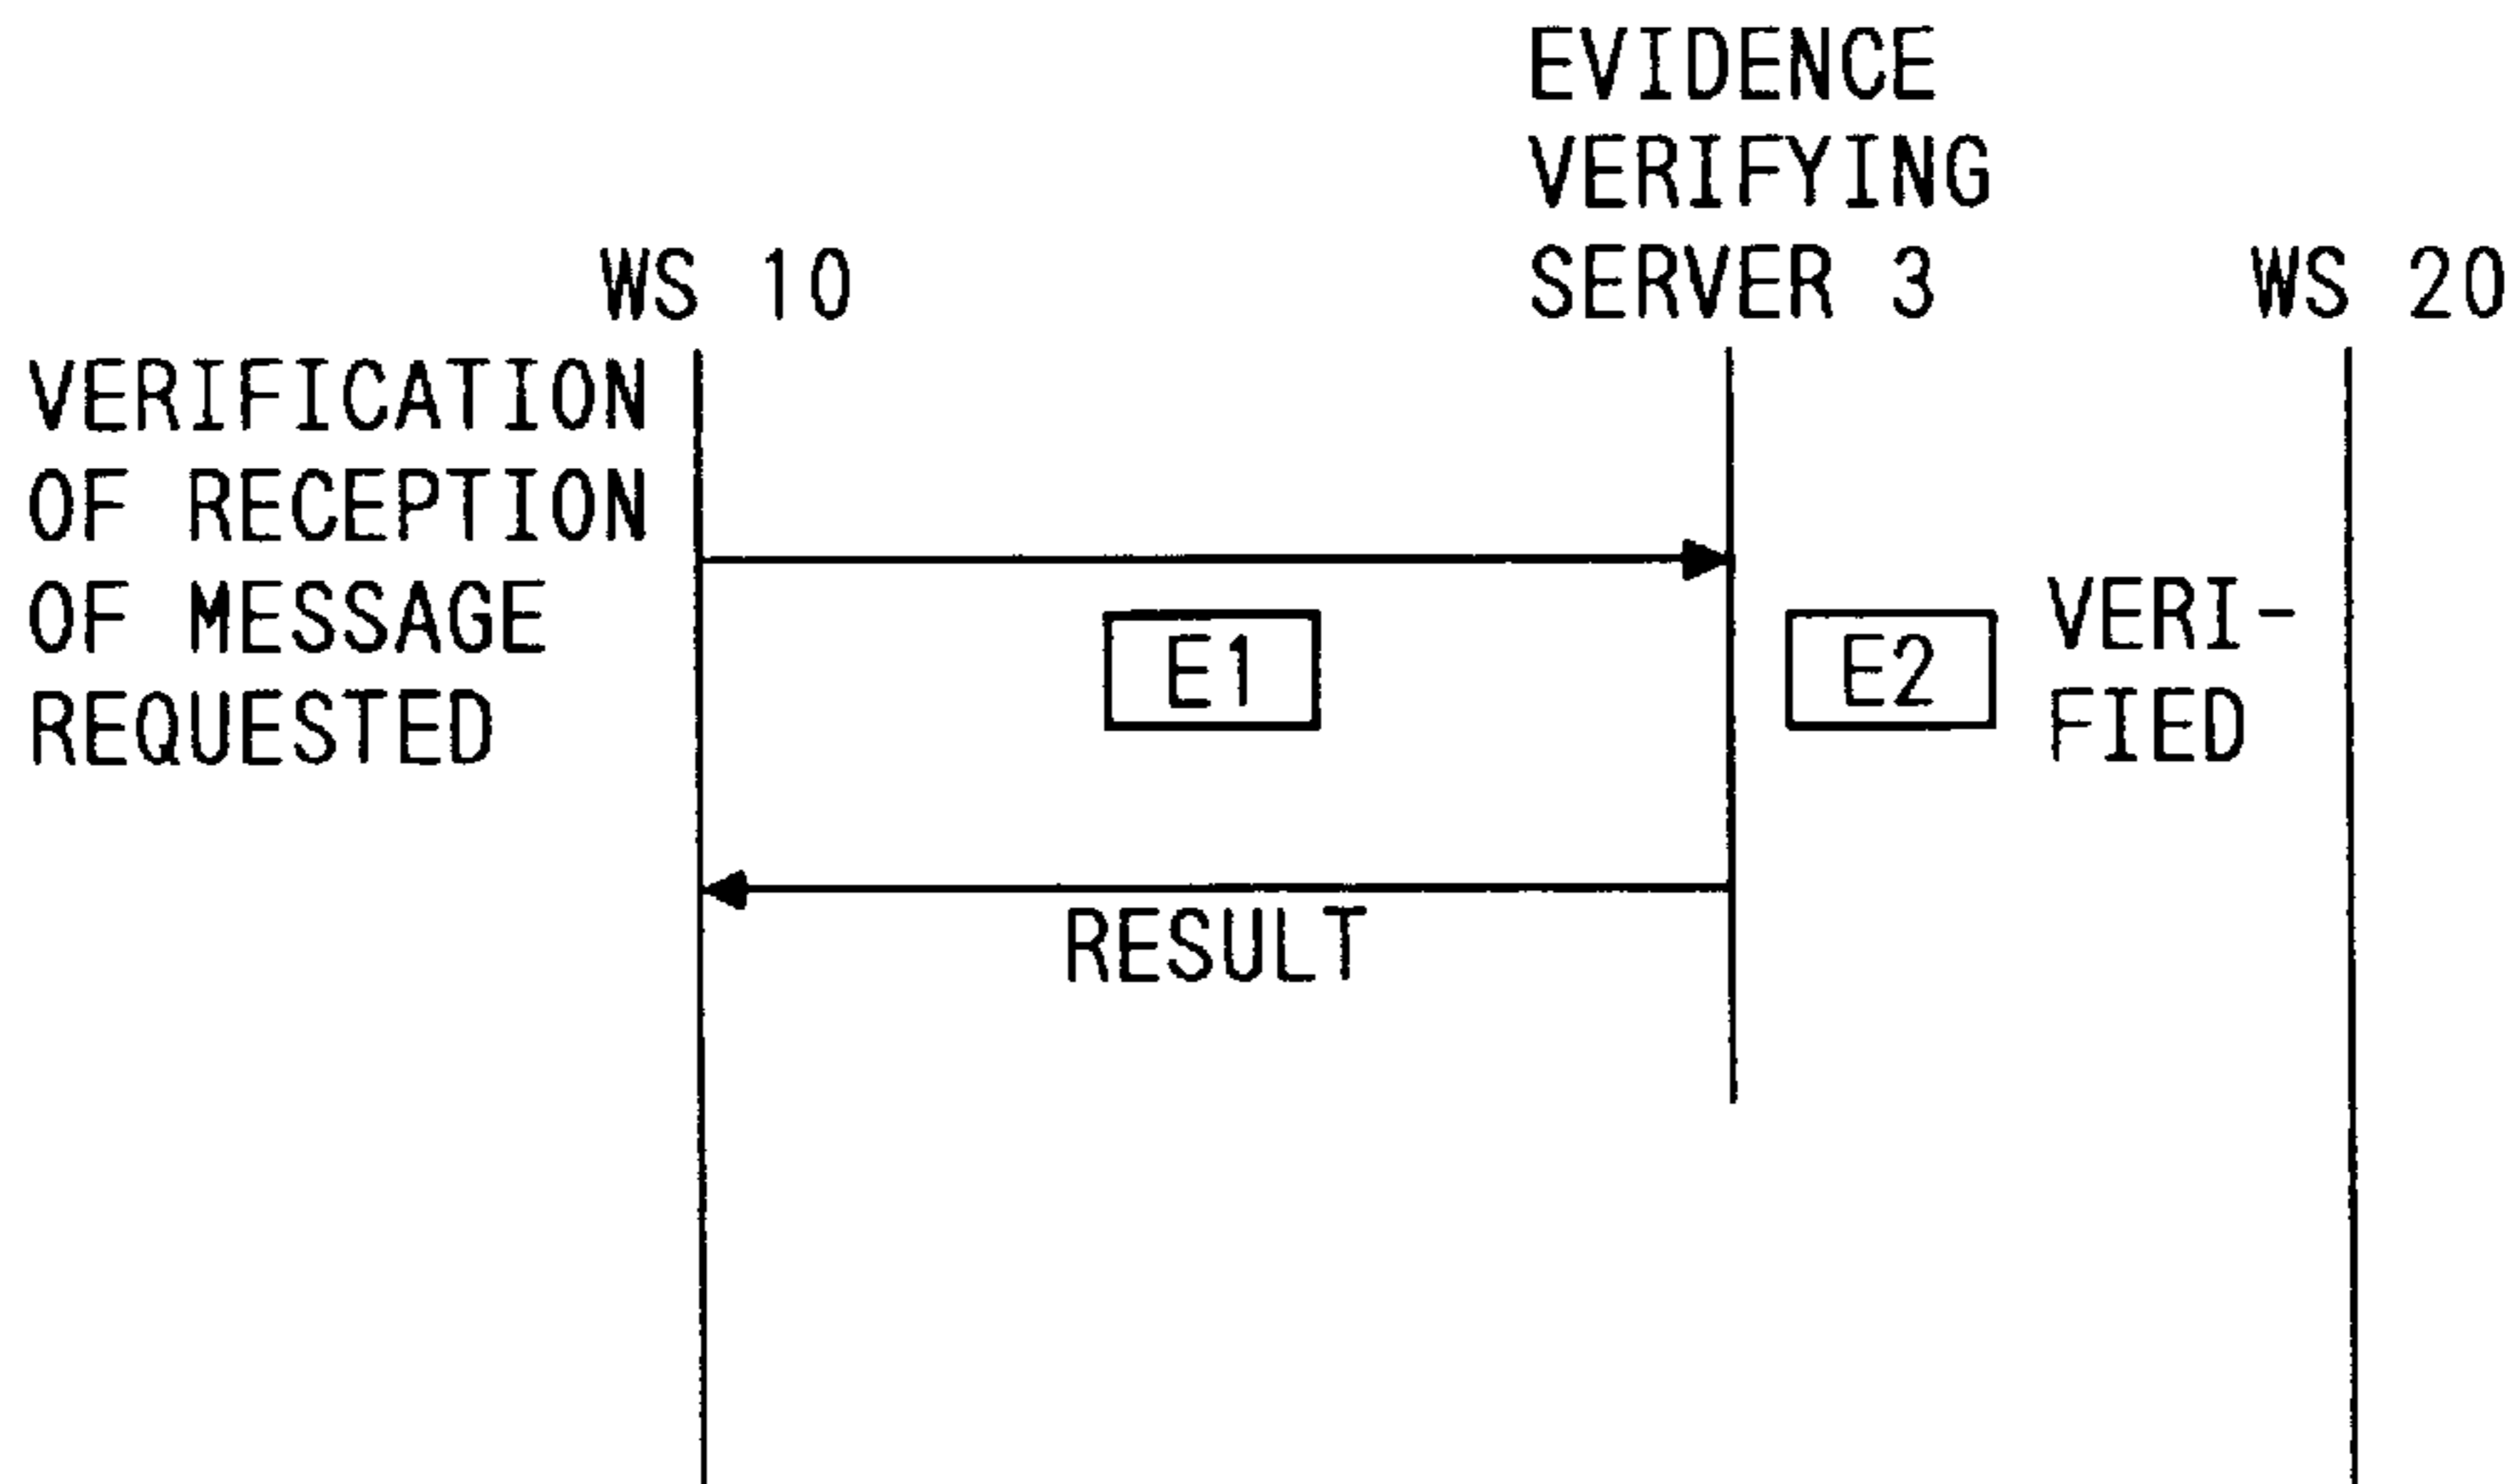 EVIDENCE
VERIFYING
SERVER 3
WS 10
WS 20
VERIFICATION
OF RECEPTION
OF MESSAGE
REQUESTED
E1
E2
VERI-
FIED
RESULT